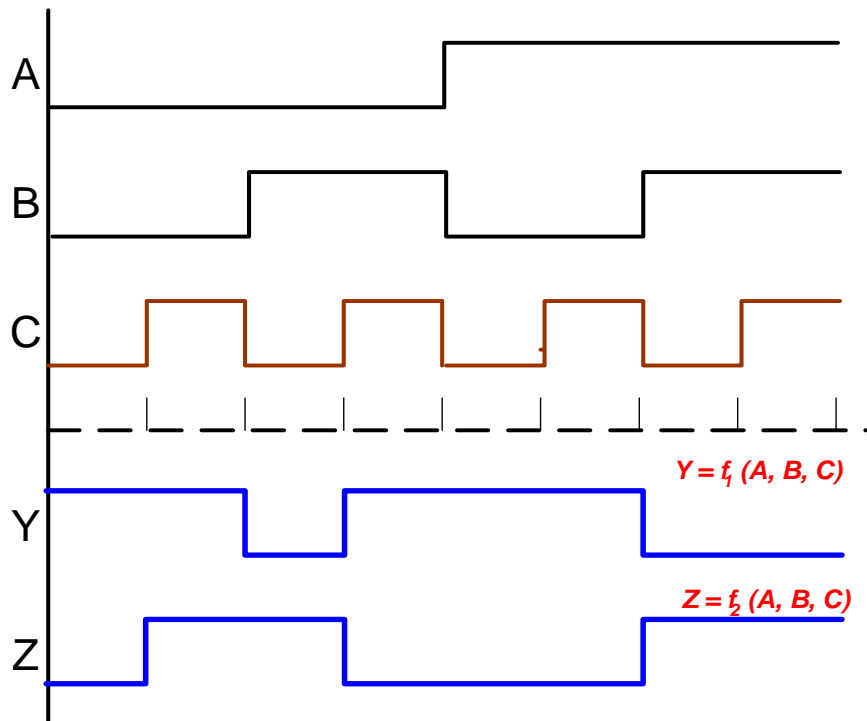 A
B
C
Y = f₁ (A, B, C)
Y
Z = f₂ (A, B, C)
Z